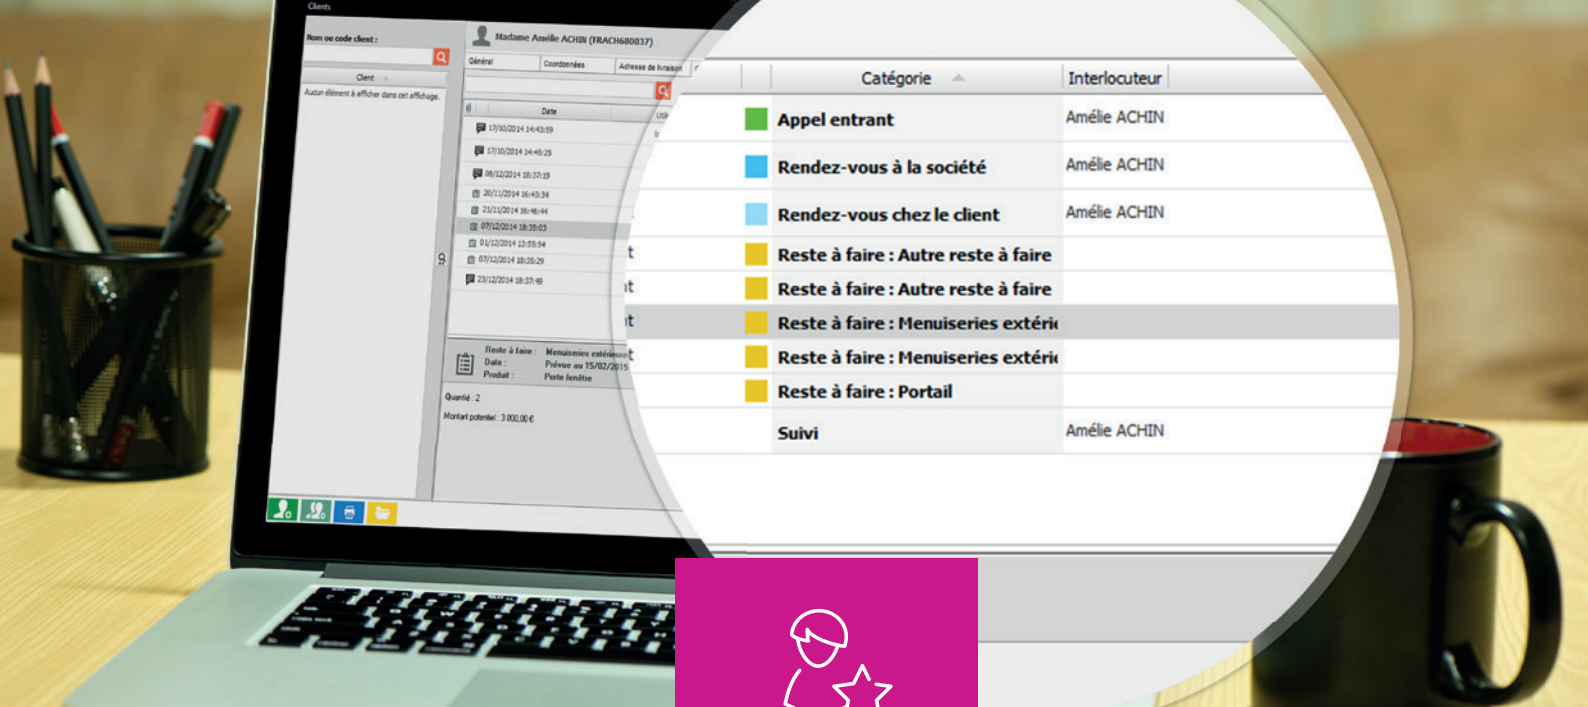 Clients
Nom ou code client :
Client
Aucun élément à afficher dans cet affichage.
Madame Amélie ACHIN (FRACH680037)
Général Coordonnées Adresse de livraison
Date
17/10/2014 14:43:59
17/10/2014 14:45:25
08/12/2014 18:37:19
20/11/2014 16:43:34
21/11/2014 16:46:44
07/12/2014 18:35:03
01/12/2014 13:55:54
07/12/2014 18:35:29
23/12/2014 18:37:49
Reste à faire : Menuiseries extérieures
Date : Prévue au 15/02/2015
Produit : Porte fenêtre
Quantié : 2
Montant potentiel : 3 000,00 €
Catégorie Interlocuteur
Appel entrant Amélie ACHIN
Rendez-vous à la société Amélie ACHIN
Rendez-vous chez le client Amélie ACHIN
t Reste à faire : Autre reste à faire
nt Reste à faire : Autre reste à faire
nt Reste à faire : Menuiseries extérie
t Reste à faire : Menuiseries extérie
Reste à faire : Portail
Suivi Amélie ACHIN